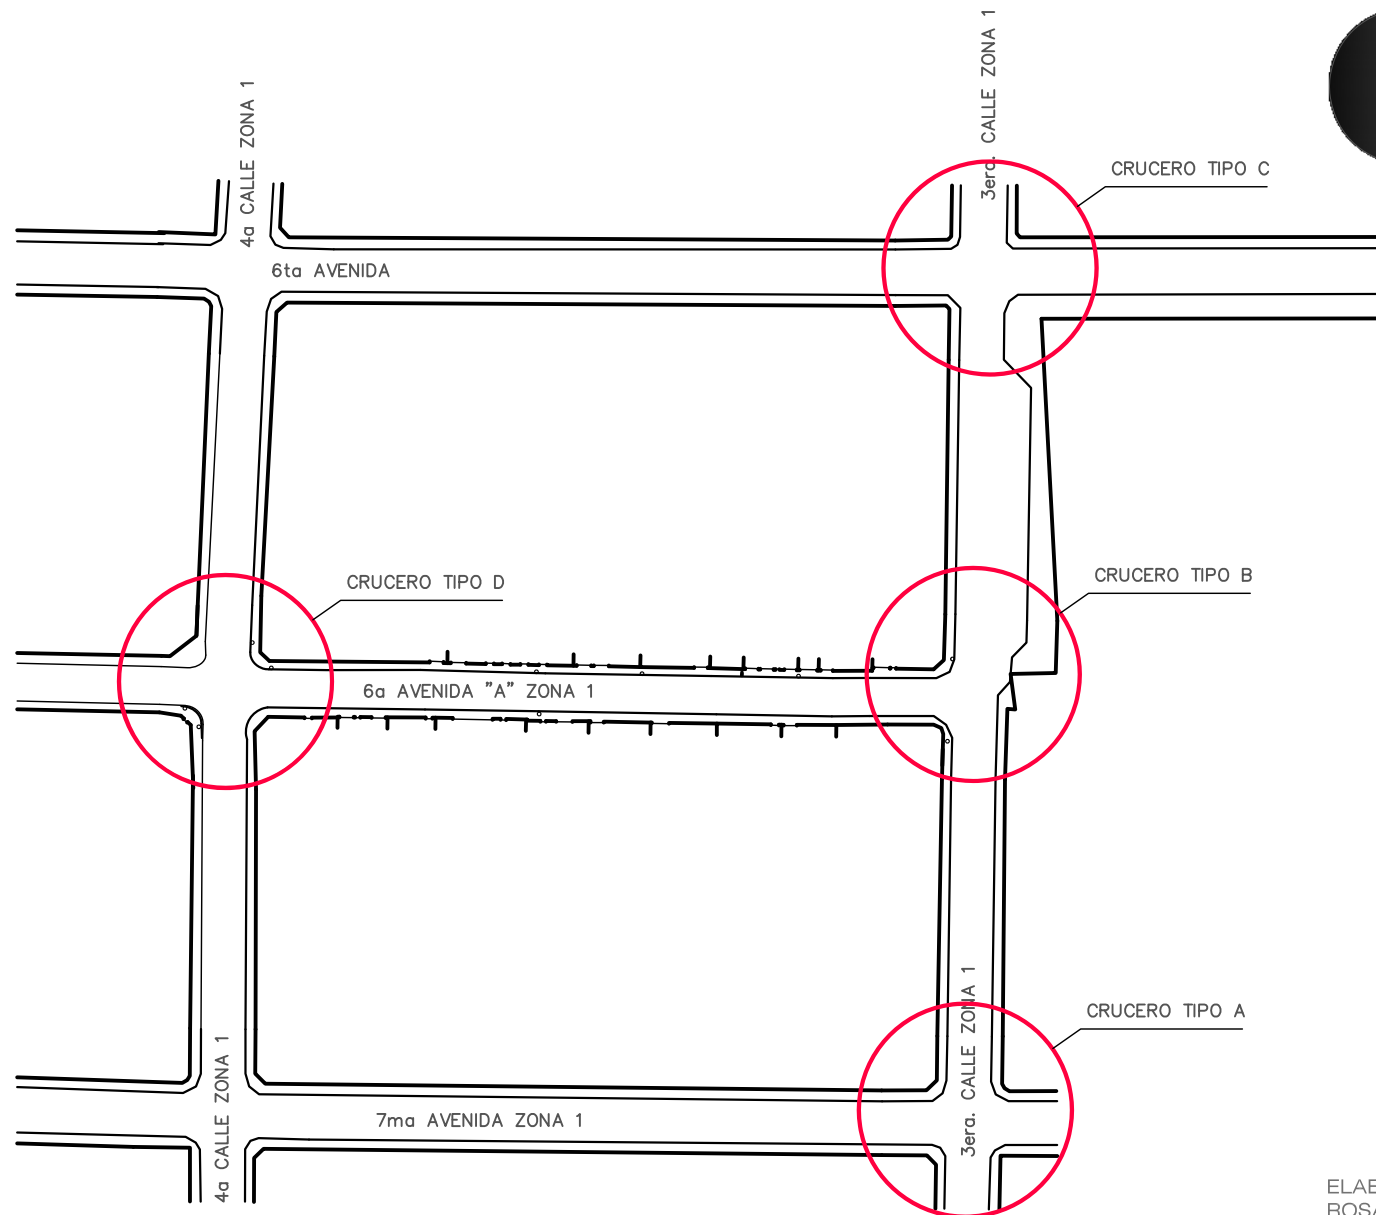 3era. CALLE ZONA 1
4a CALLE ZONA 1
CRUCERO TIPO C
6ta AVENIDA
CRUCERO TIPO B
CRUCERO TIPO D
6a AVENIDA "A" ZONA 1
3era. CALLE ZONA 1
CRUCERO TIPO A
4a CALLE ZONA 1
7ma AVENIDA ZONA 1